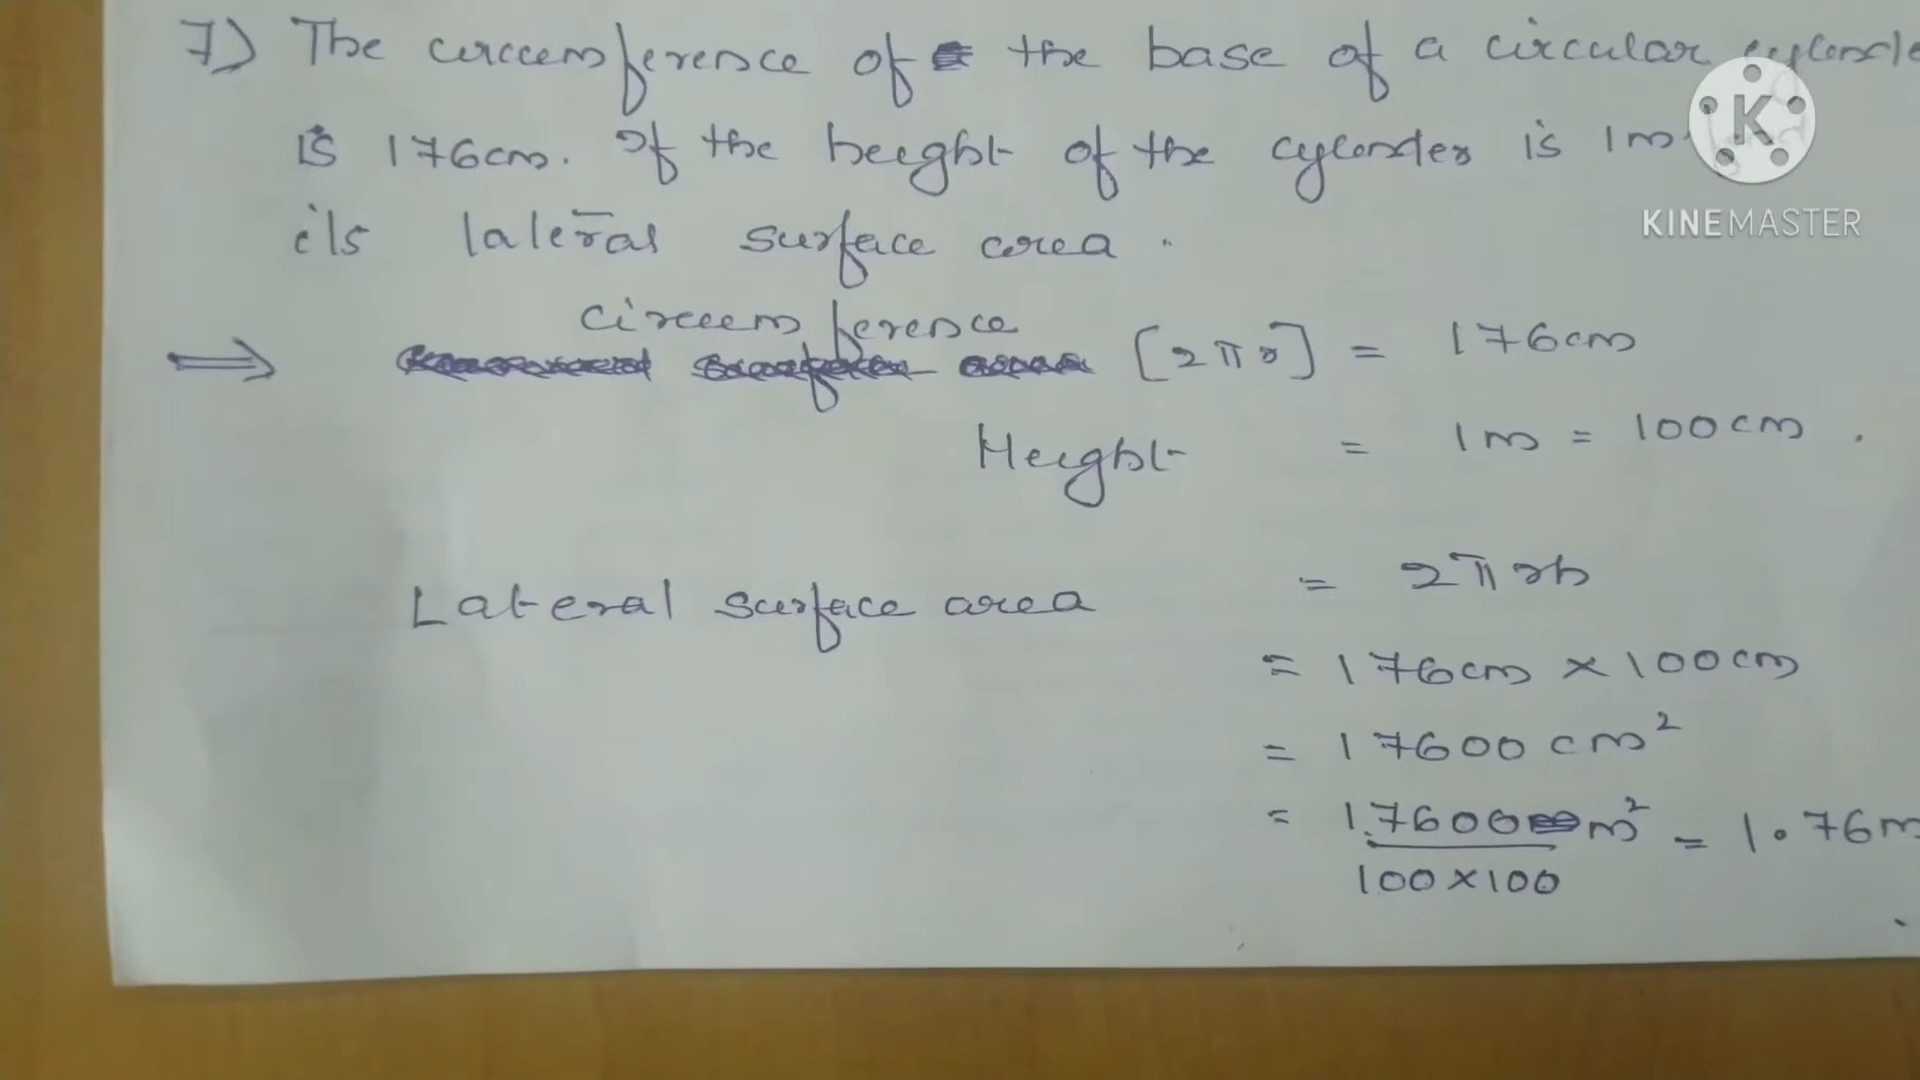 7) The circumference of the base of a circular
is 176cm. If the height of the cylinder is 1m
its lateral surface area.
circumference
[2πr] = 176cm
Height = 1m = 100cm.
Lateral surface area = 2πrh
= 176cm × 100cm
= 17600 cm²
= 17600 m² = 1.76m
100×100
K
KINEMASTER